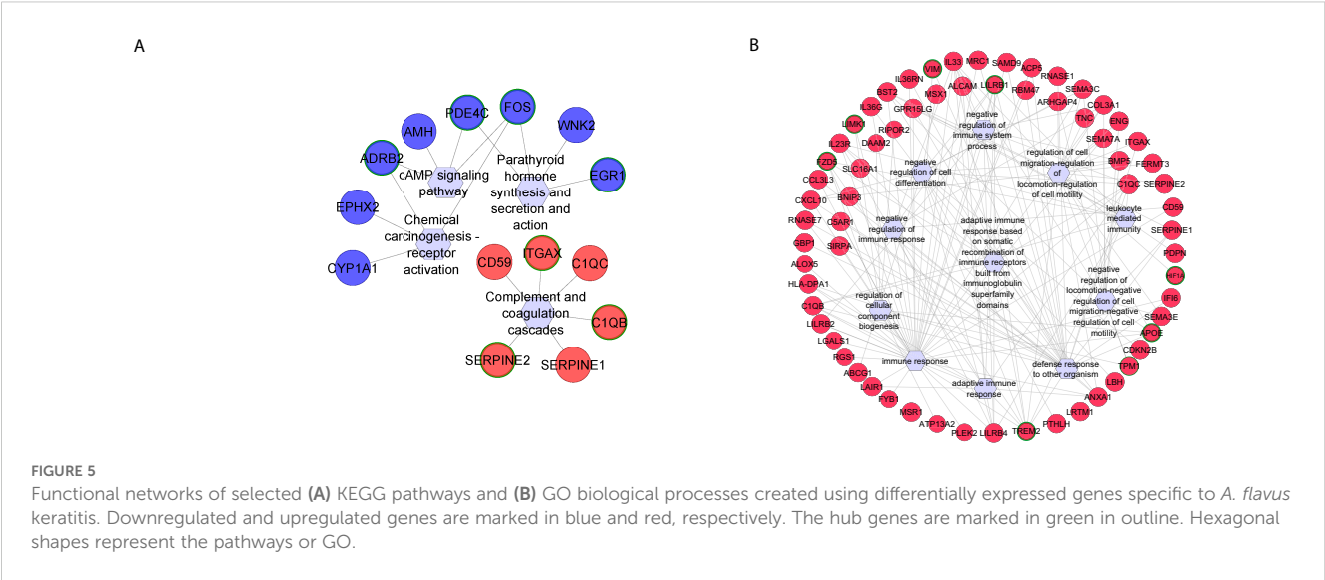 A
B
PDE4C
FOS
AMH
WNK2
ADRB2
cAMP signaling
pathway
Parathyroid
hormone
synthesis and
secretion and
action
EGR1
EPHX2
Chemical
carcinogenesis -
receptor
activation
CYP1A1
CD59
ITGAX
C1QC
Complement and
coagulation
cascades
C1QB
SERPINE2
SERPINE1
VIM
IL33
MRC1
SAMD9
ACP5
RNASE1
SEMA3C
COL3A1
ENG
ITGAX
FERMT3
SERPINE2
CD59
SERPINE1
PDPN
HIF1A
IFI6
SEMA3E
APOE
CDKN2B
TPM1
LBH
ANXA1
LRTM1
PTHLH
TREM2
LILRB4
PLEK2
ATP13A2
MSR1
FYB1
LAIR1
ABCG1
RGS1
LGALS1
LILRB2
C1QB
HLA-DPA1
ALOX5
GBP1
RNASE7
CXCL10
CCL3L3
FZD5
IL23R
LIMK1
IL36G
BST2
IL36RN
MSX1
ALCAM
LILRB1
RBM47
ARHGAP4
TNC
SEMA7A
BMP5
C1QC
GPR15LG
RIPOR2
DAAM2
SLC16A1
BNIP3
C5AR1
SIRPA
negative
regulation of
immune system
process
negative
regulation of cell
differentiation
regulation of cell
migration-regulation
of
locomotion-regulation
of cell motility
leukocyte
mediated
immunity
negative
regulation of
immune response
adaptive immune
response based
on somatic
recombination of
immune receptors
built from
immunoglobulin
superfamily
domains
negative
regulation of
locomotion-negative
regulation of cell
migration-negative
regulation of cell
motility
regulation of
cellular
component
biogenesis
immune response
adaptive immune
response
defense response
to other organism
FIGURE 5
Functional networks of selected (A) KEGG pathways and (B) GO biological processes created using differentially expressed genes specific to A. flavus
keratitis. Downregulated and upregulated genes are marked in blue and red, respectively. The hub genes are marked in green in outline. Hexagonal
shapes represent the pathways or GO.